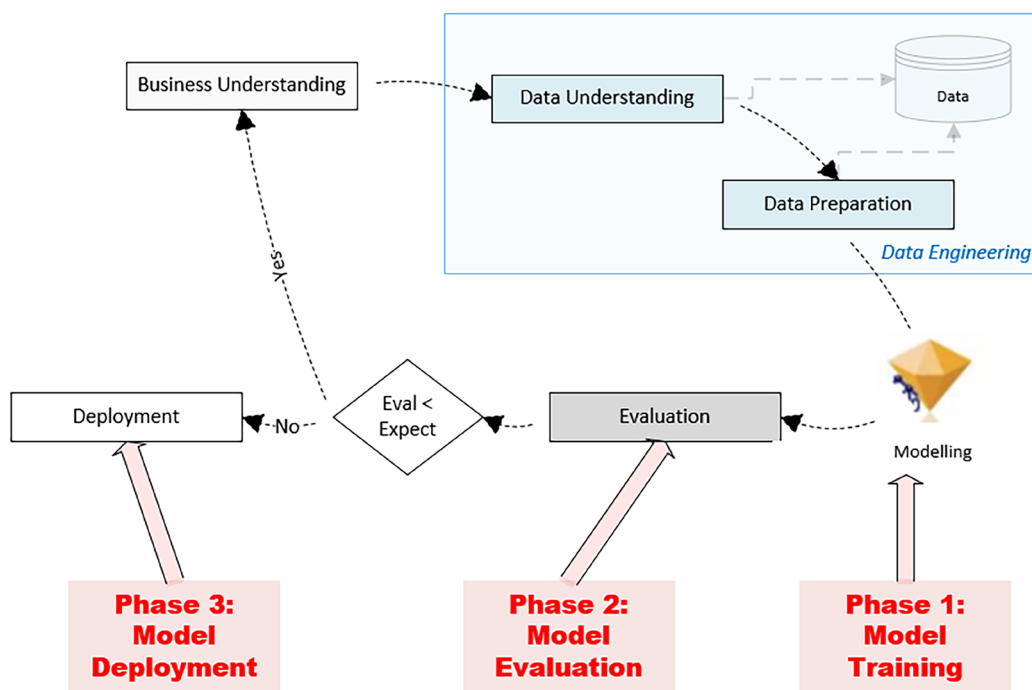 Business Understanding
Data Understanding
Data
Data Preparation
Data Engineering
Yes
Deployment
No
Eval <
Expect
Evaluation
Modelling
Phase 3:
Model
Deployment
Phase 2:
Model
Evaluation
Phase 1:
Model
Training